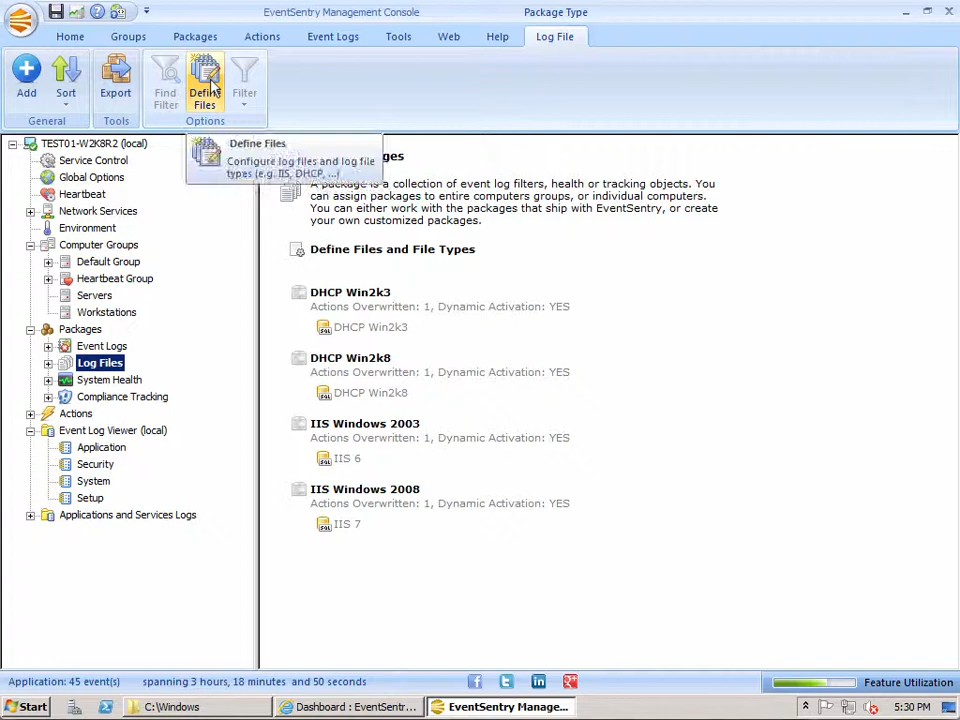 EventSentry Management Console
Package Type
Home
Groups
Packages
Actions
Event Logs
Tools
Web
Help
Log File
Add
Sort
Export
Find
Filter
Define
Files
Filter
General
Tools
Options
TEST01-W2K8R2 (local)
Service Control
Global Options
Heartbeat
Network Services
Environment
Computer Groups
Default Group
Heartbeat Group
Servers
Workstations
Packages
Event Logs
Log Files
System Health
Compliance Tracking
Actions
Event Log Viewer (local)
Application
Security
System
Setup
Applications and Services Logs
Define Files
Configure log files and log file
types (e.g. IIS, DHCP, ...)
A package is a collection of event log filters, health or tracking objects. You
can assign packages to entire computers groups, or individual computers.
You can either work with the packages that ship with EventSentry, or create
your own customized packages.
Define Files and File Types
DHCP Win2k3
Actions Overwritten: 1, Dynamic Activation: YES
DHCP Win2k3
DHCP Win2k8
Actions Overwritten: 1, Dynamic Activation: YES
DHCP Win2k8
IIS Windows 2003
Actions Overwritten: 1, Dynamic Activation: YES
IIS 6
IIS Windows 2008
Actions Overwritten: 1, Dynamic Activation: YES
IIS 7
Application: 45 event(s)
spanning 3 hours, 18 minutes and 50 seconds
Feature Utilization
Start
C:\Windows
Dashboard : EventSentr...
EventSentry Manage...
5:30 PM